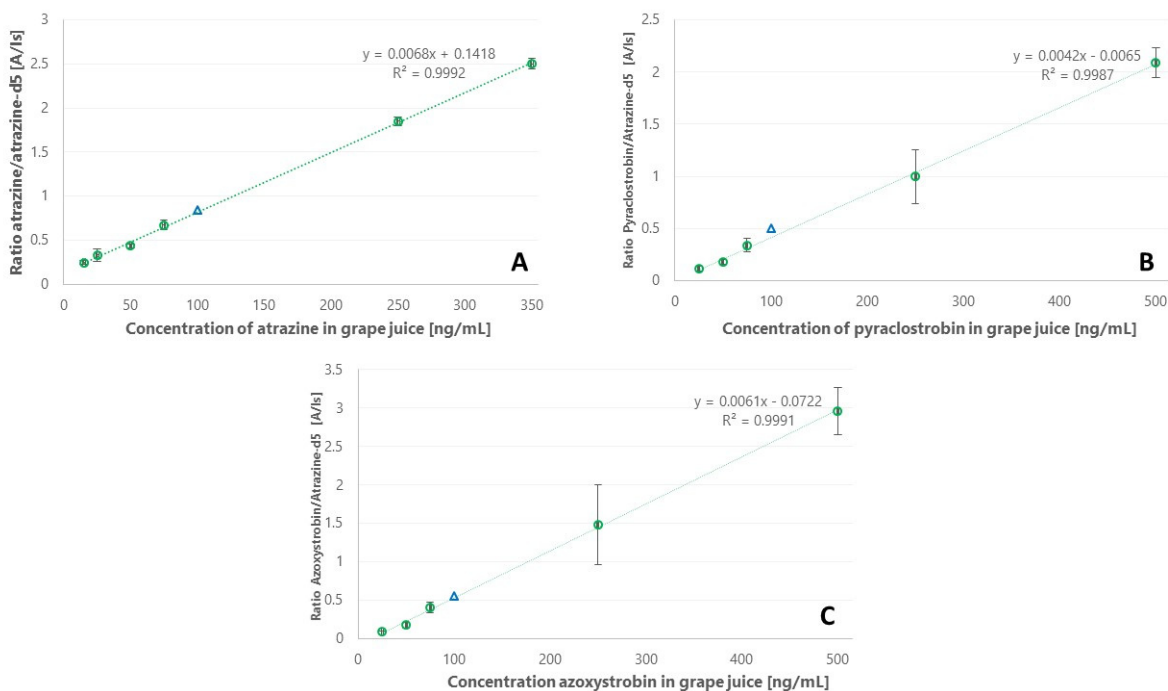 Ratio atrazine/atrazine-d5 [A/Is]
2.5
2
1.5
1
0.5
0
y = 0.0068x + 0.1418
R² = 0.9992
A
0 50 100 150 200 250 300 350
Concentration of atrazine in grape juice [ng/mL]
Ratio Pyraclostrobin/Atrazine-d5 [A/Is]
2.5
2
1.5
1
0.5
0
y = 0.0042x - 0.0065
R² = 0.9987
B
0 100 200 300 400 500
Concentration of pyraclostrobin in grape juice [ng/mL]
Ratio Azoxystrobin/Atrazine-d5 [A/Is]
3.5
3
2.5
2
1.5
1
0.5
0
y = 0.0061x - 0.0722
R² = 0.9991
C
0 100 200 300 400 500
Concentration azoxystrobin in grape juice [ng/mL]